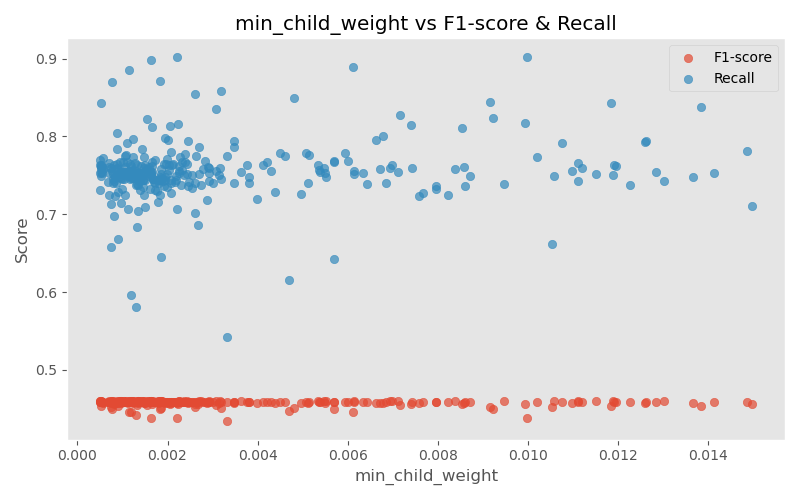 min_child_weight vs F1-score & Recall
F1-score
Recall
0.9
0.8
0.7
0.6
0.5
Score
0.000
0.002
0.004
0.006
0.008
0.010
0.012
0.014
min_child_weight